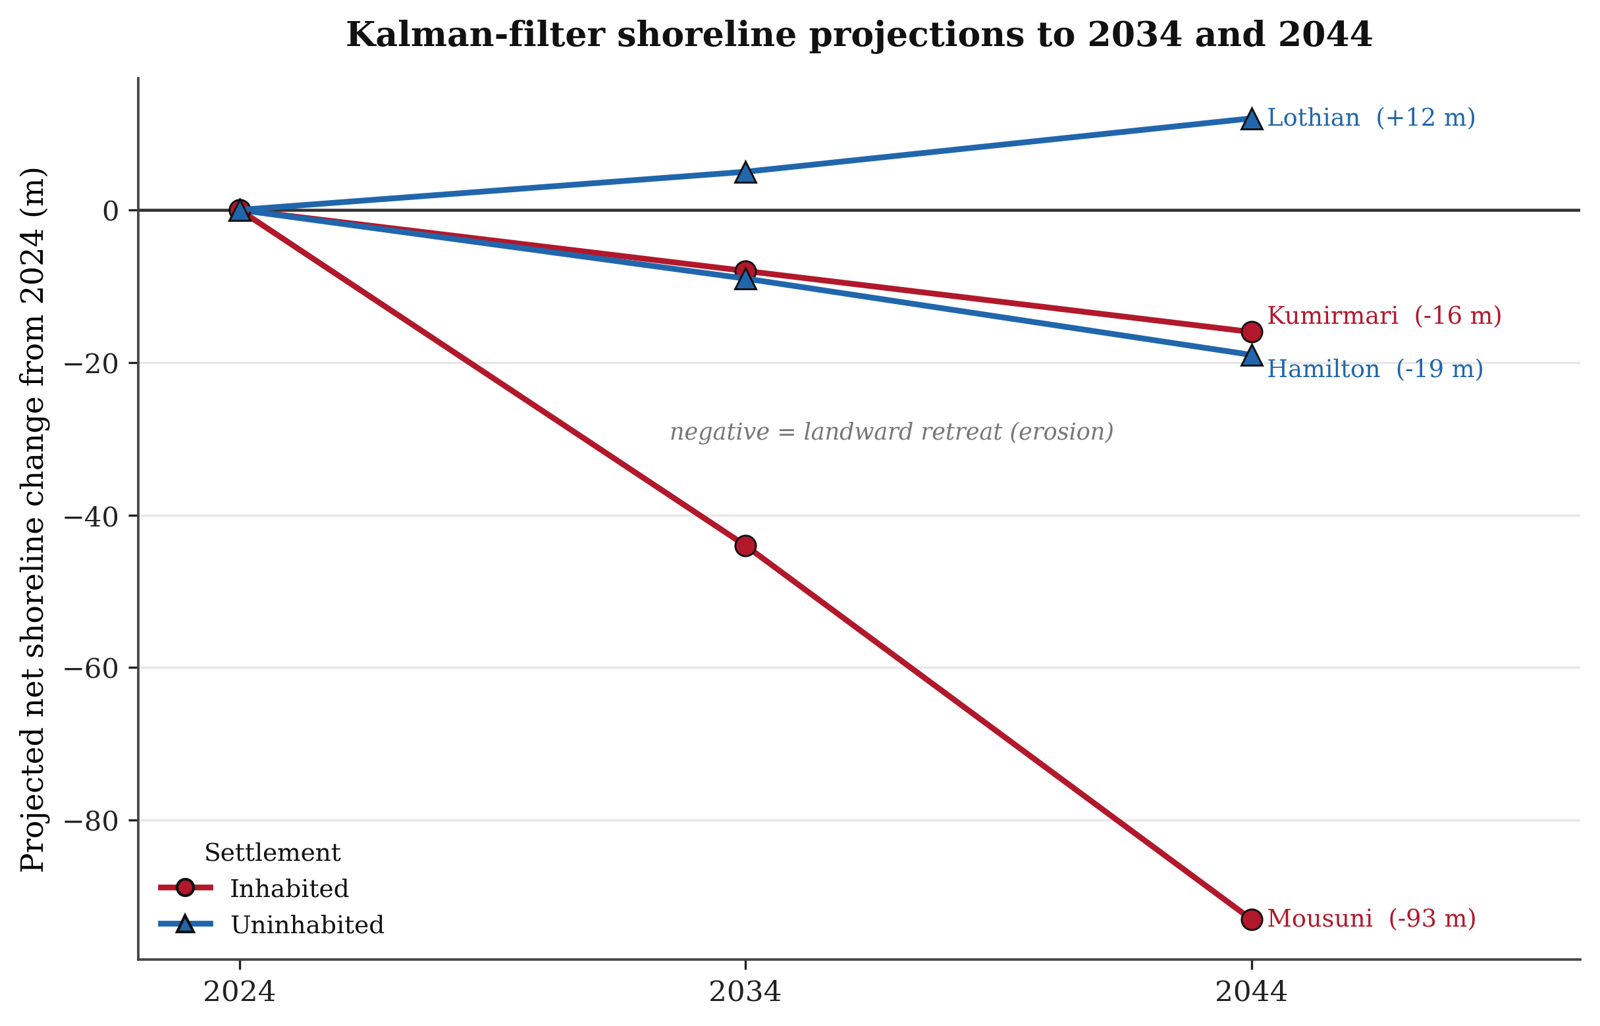 Kalman-filter shoreline projections to 2034 and 2044
Projected net shoreline change from 2024 (m)
0
−20
−40
−60
−80
Lothian (+12 m)
Kumirmari (-16 m)
Hamilton (-19 m)
negative = landward retreat (erosion)
Mousuni (-93 m)
Settlement
Inhabited
Uninhabited
2024
2034
2044